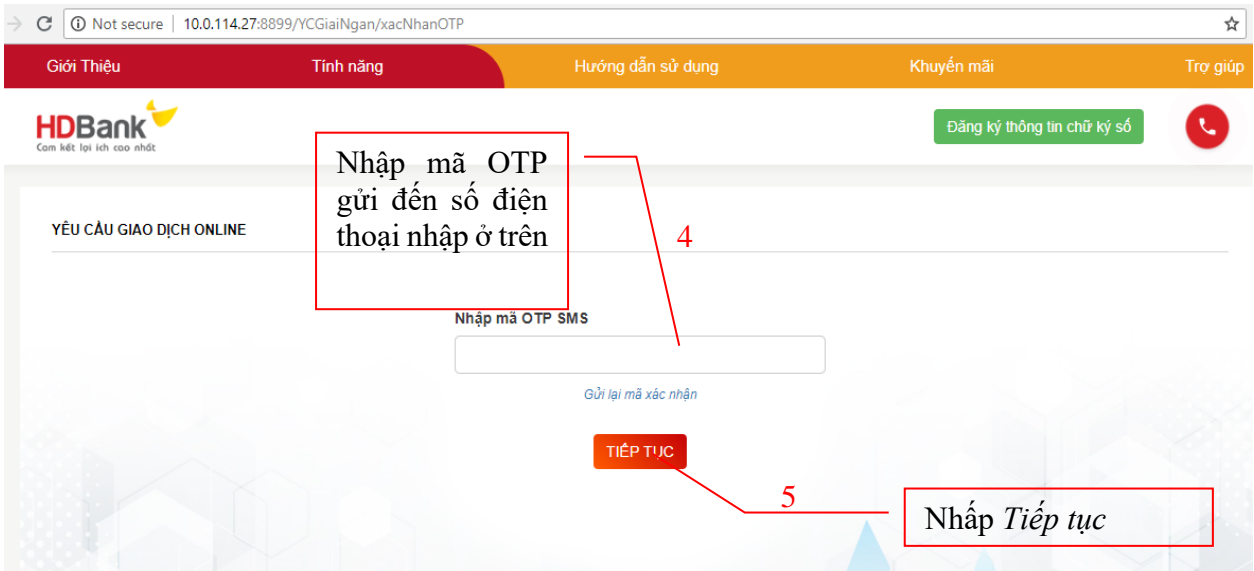 Not secure | 10.0.114.27:8899/YCGiaiNgan/xacNhanOTP
Giới Thiệu
Tính năng
Hướng dẫn sử dụng
Khuyến mãi
Trợ giúp
HDBank
Cam kết lợi ích cao nhất
Đăng ký thông tin chữ ký số
Nhập mã OTP
gửi đến số điện
thoại nhập ở trên
YÊU CẦU GIAO DỊCH ONLINE
4
Nhập mã OTP SMS
Gửi lại mã xác nhận
TIẾP TỤC
5
Nhấp Tiếp tục